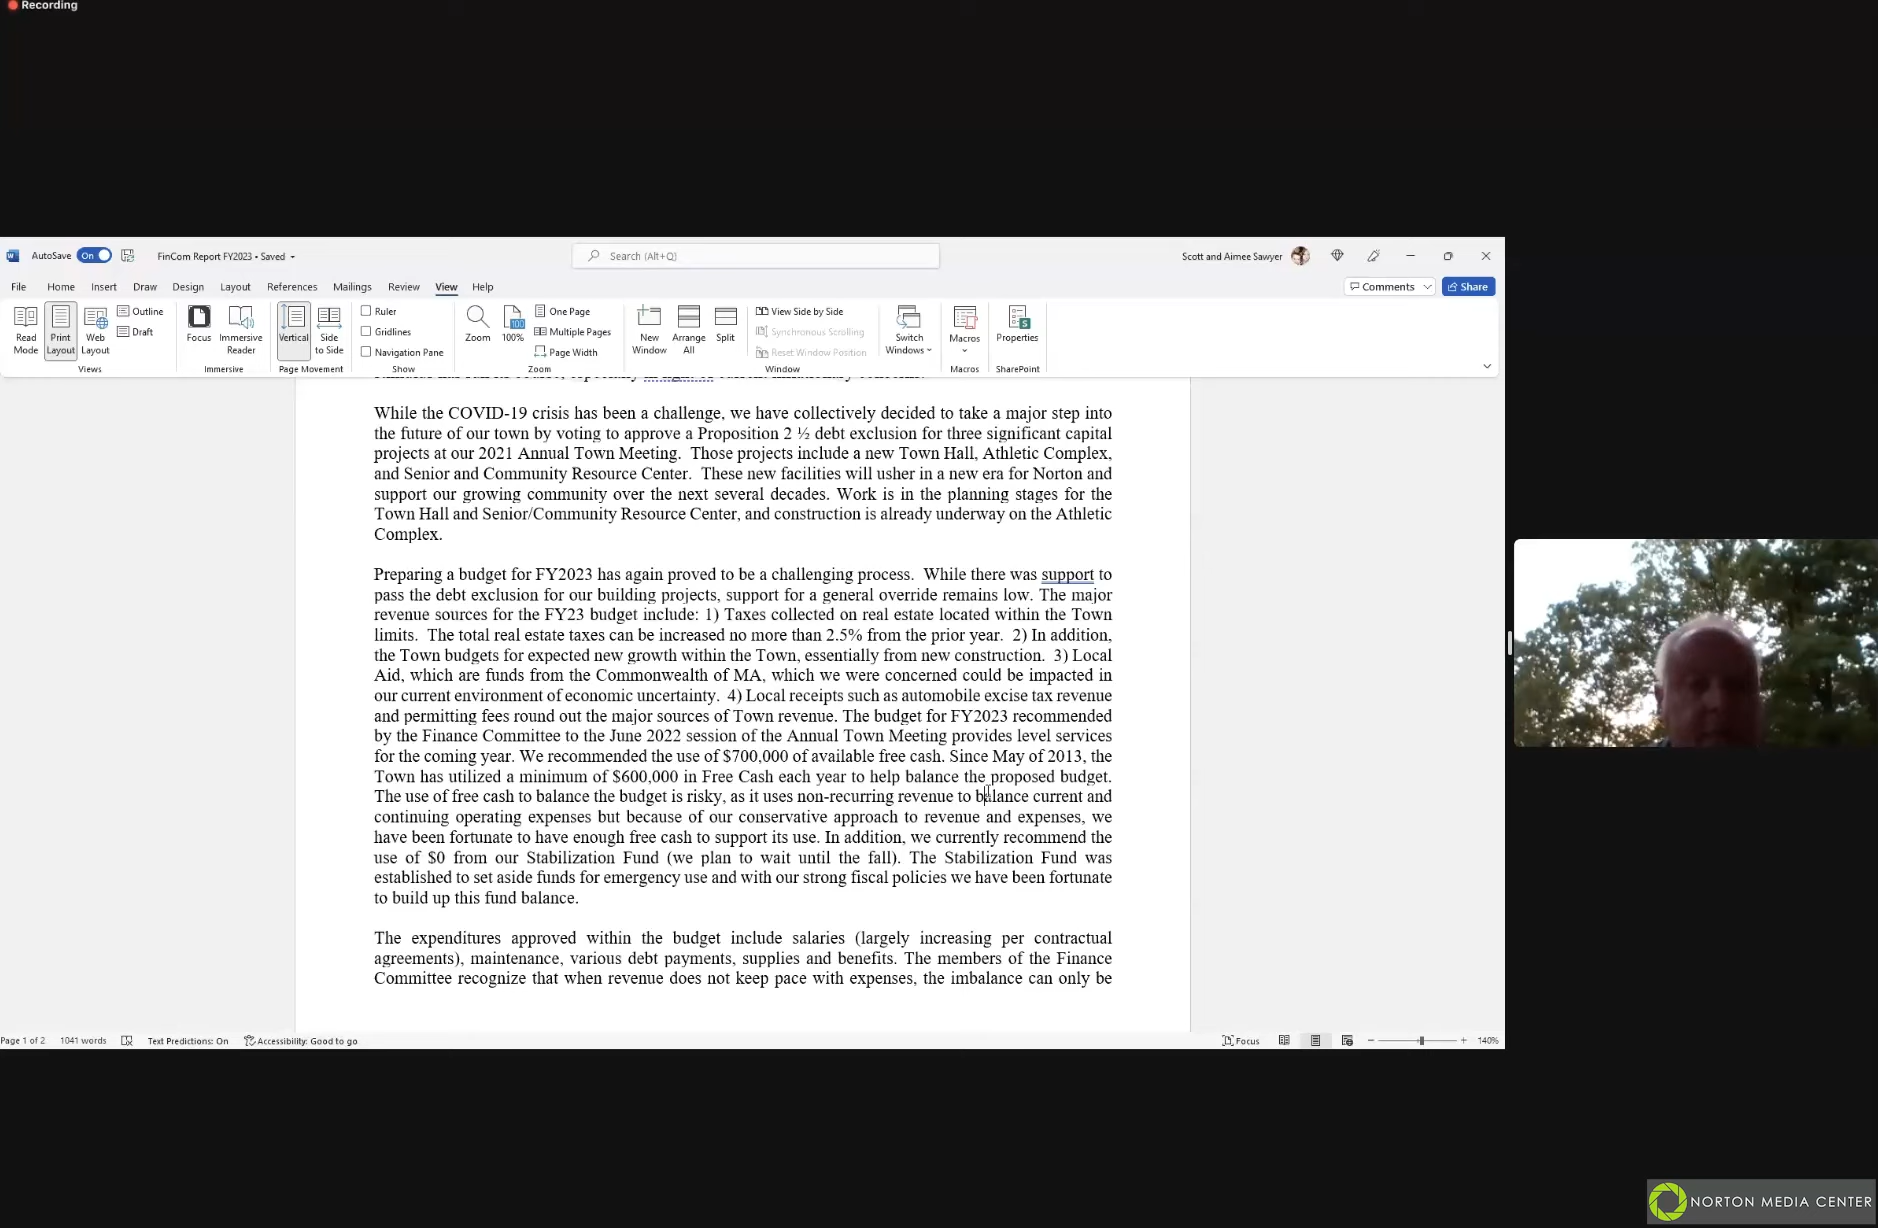 Recording
AutoSave On FinCom Report FY2023 • Saved Search (Alt+Q) Scott and Aimee Sawyer
File Home Insert Draw Design Layout References Mailings Review View Help Comments Share
Read Mode
Print Layout
Web Layout
Outline
Draft
Views
Focus
Immersive Reader
Immersive
Vertical
Side to Side
Page Movement
Ruler
Gridlines
Navigation Pane
Show
Zoom
100
100%
One Page
Multiple Pages
Page Width
Zoom
New Window
Arrange All
Split
View Side by Side
Synchronous Scrolling
Reset Window Position
Window
Switch Windows
Macros
Macros
Properties
SharePoint
While the COVID-19 crisis has been a challenge, we have collectively decided to take a major step into
the future of our town by voting to approve a Proposition 2 ½ debt exclusion for three significant capital
projects at our 2021 Annual Town Meeting. Those projects include a new Town Hall, Athletic Complex,
and Senior and Community Resource Center. These new facilities will usher in a new era for Norton and
support our growing community over the next several decades. Work is in the planning stages for the
Town Hall and Senior/Community Resource Center, and construction is already underway on the Athletic
Complex.
Preparing a budget for FY2023 has again proved to be a challenging process. While there was support to
pass the debt exclusion for our building projects, support for a general override remains low. The major
revenue sources for the FY23 budget include: 1) Taxes collected on real estate located within the Town
limits. The total real estate taxes can be increased no more than 2.5% from the prior year. 2) In addition,
the Town budgets for expected new growth within the Town, essentially from new construction. 3) Local
Aid, which are funds from the Commonwealth of MA, which we were concerned could be impacted in
our current environment of economic uncertainty. 4) Local receipts such as automobile excise tax revenue
and permitting fees round out the major sources of Town revenue. The budget for FY2023 recommended
by the Finance Committee to the June 2022 session of the Annual Town Meeting provides level services
for the coming year. We recommended the use of $700,000 of available free cash. Since May of 2013, the
Town has utilized a minimum of $600,000 in Free Cash each year to help balance the proposed budget.
The use of free cash to balance the budget is risky, as it uses non-recurring revenue to balance current and
continuing operating expenses but because of our conservative approach to revenue and expenses, we
have been fortunate to have enough free cash to support its use. In addition, we currently recommend the
use of $0 from our Stabilization Fund (we plan to wait until the fall). The Stabilization Fund was
established to set aside funds for emergency use and with our strong fiscal policies we have been fortunate
to build up this fund balance.
The expenditures approved within the budget include salaries (largely increasing per contractual
agreements), maintenance, various debt payments, supplies and benefits. The members of the Finance
Committee recognize that when revenue does not keep pace with expenses, the imbalance can only be
Page 1 of 2 1041 words Text Predictions: On Accessibility: Good to go Focus 140%
NORTON MEDIA CENTER